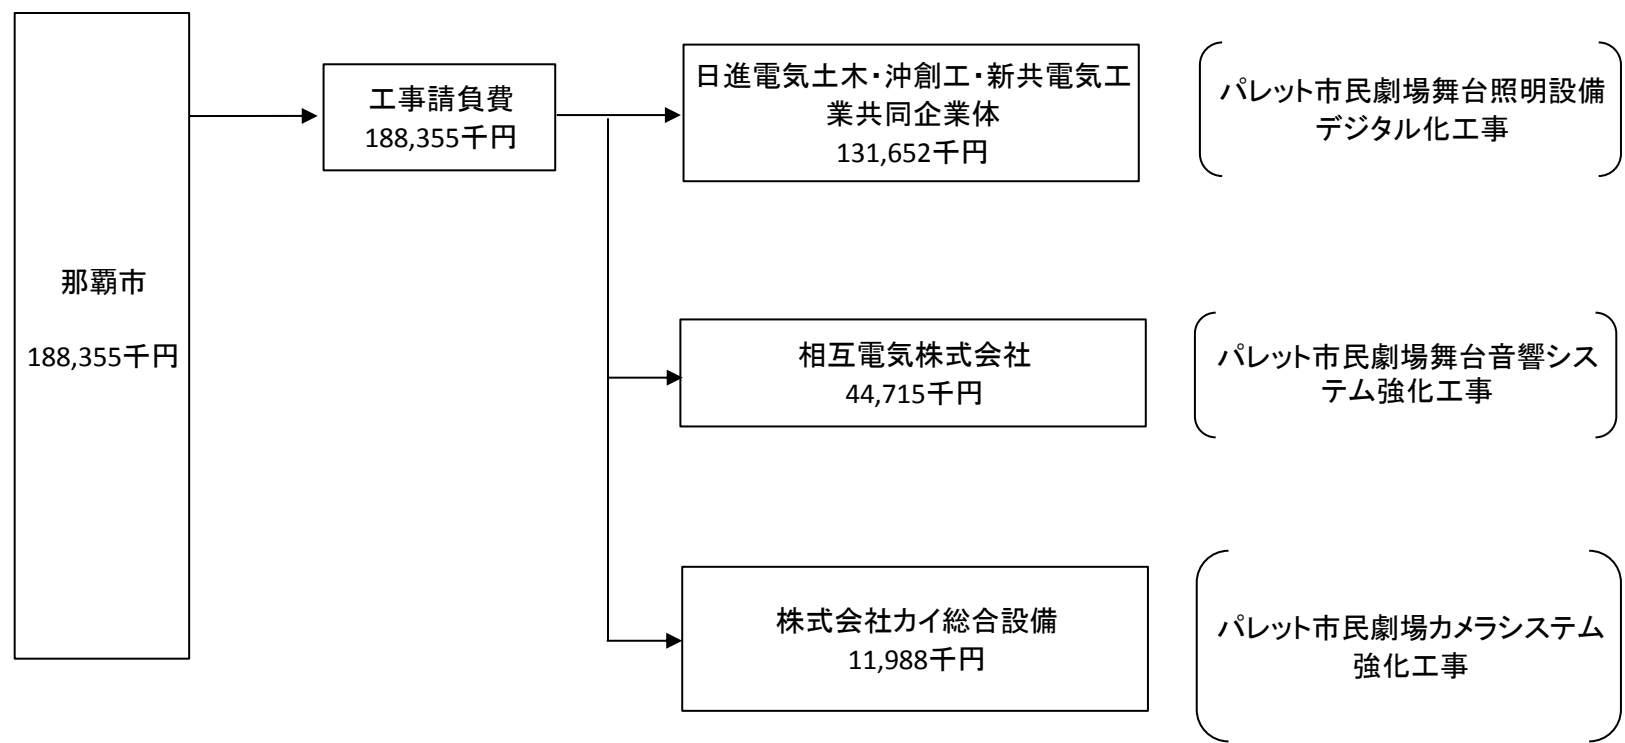 那覇市
188,355千円
工事請負費
188,355千円
日進電気土木・沖創工・新共電気工
業共同企業体
131,652千円
パレット市民劇場舞台照明設備
デジタル化工事
相互電気株式会社
44,715千円
パレット市民劇場舞台音響シス
テム強化工事
株式会社カイ総合設備
11,988千円
パレット市民劇場カメラシステム
強化工事